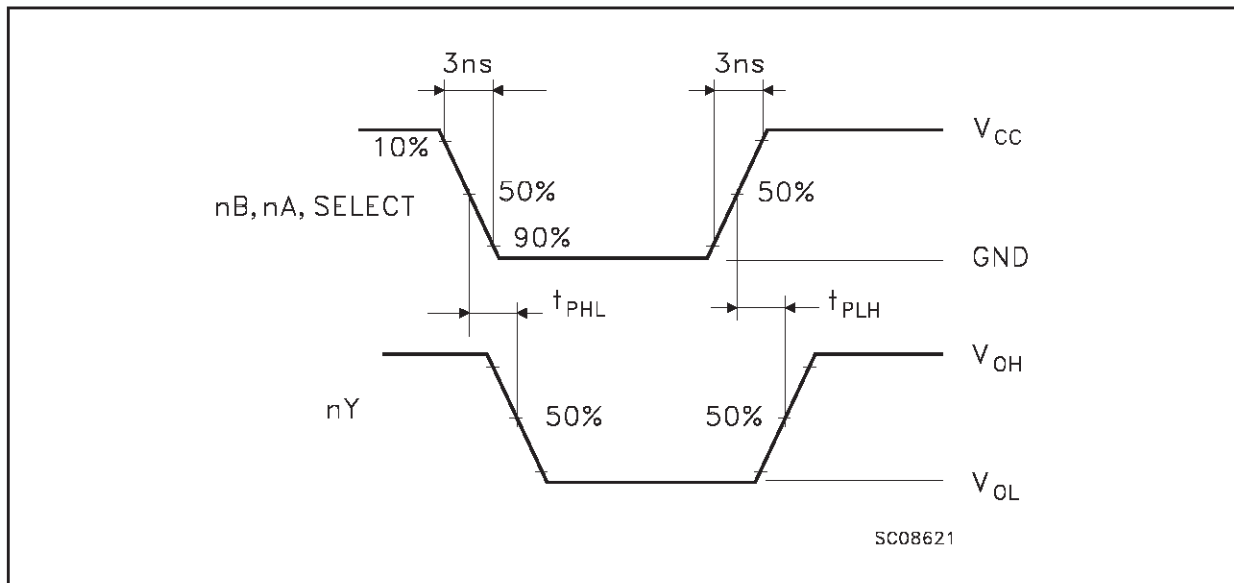 3ns 3ns
V_CC
10%
50% 50%
nB, nA, SELECT
90%
GND
t_PHL t_PLH
V_OH
nY 50% 50%
V_OL
SC08621